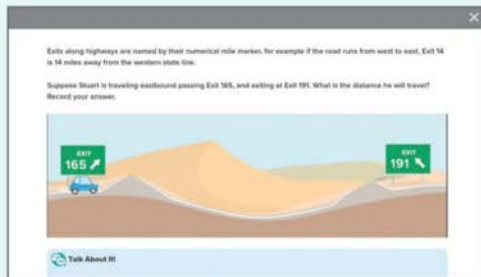 Exits along highways are named by their numerical mile marker, for example if the road runs from west to east, Exit 14
is 14 miles away from the western state line.
Suppose Stuart is traveling eastbound passing Exit 165, and exiting at Exit 191. What is the distance he will travel?
Record your answer.
EXIT
165
EXIT
191
Talk About It!